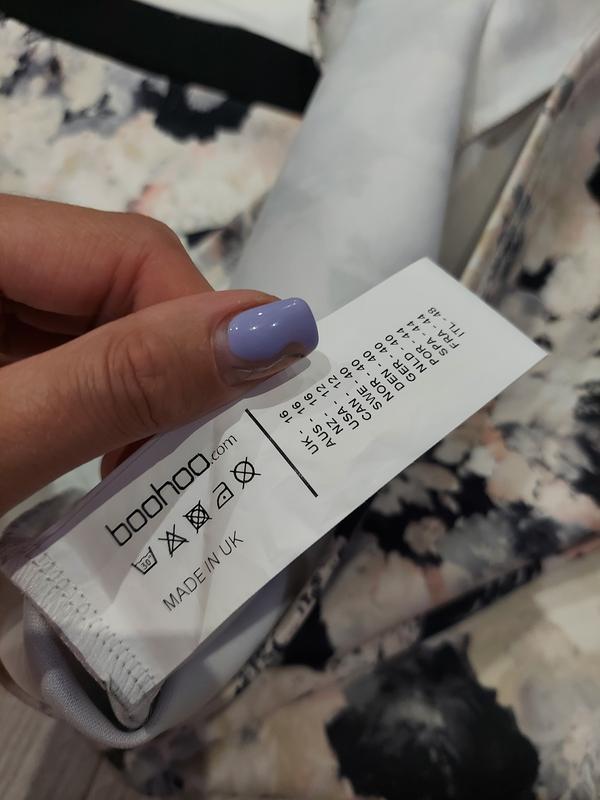 boohoo.com
30°
MADE IN UK
UK - 16
AUS - 16
NZ - 16
USA - 12
CAN - 12
SWE - 40
NOR - 40
DEN - 40
GER - 40
NLD - 40
POR - 44
SPA - 44
FRA - 44
ITL - 48